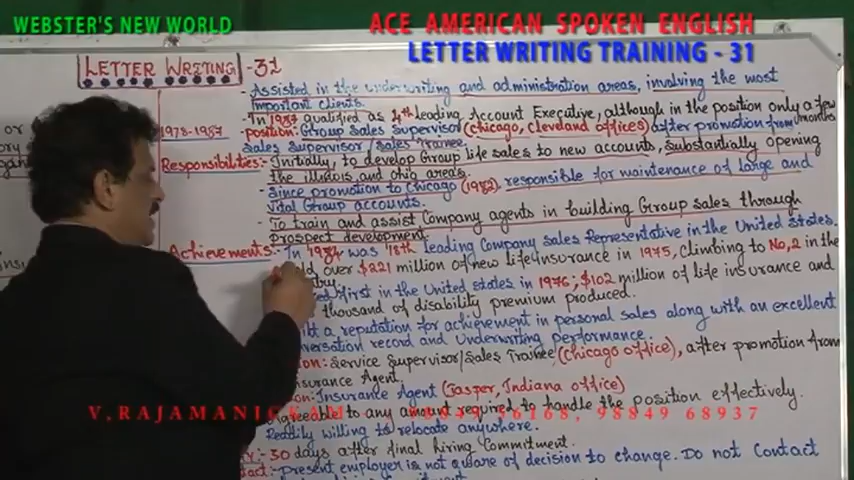 WEBSTER'S NEW WORLD
ACE AMERICAN SPOKEN ENGLISH
LETTER WRITING TRAINING - 31
LETTER WRITING - 31
- Assisted in the underwriting and administration areas, involving the most
important clients.
- In 1987 qualified as 4th leading Account Executive, although in the position only a few
months
1978-1987
- position: Group Sales Supervisor (chicago, cleveland offices) after promotion from
Sales Supervisor / Sales Trainee.
Responsibilities:- Initially, to develop Group life sales to new accounts, substantially opening
the illinois and ohio areas.
- Since promotion to Chicago (1982), responsible for maintenance of large and
vital Group accounts.
- To train and assist Company agents in building Group sales through
prospect development.
Achievements:- In 1984 was 18th leading Company sales Representative in the United States.
over $221 million of new life insurance in 1975, climbing to No,2 in the
first in the United states in 1976; $102 million of life insurance and
thousand of disability premium produced.
a reputation for achievement in personal sales along with an excellent
record and underwriting performance.
Service Supervisor/Sales Trainee (Chicago office), after promotion from
Insurance Agent.
Insurance Agent (Jasper, Indiana office)
V.RAJAMANICKAM
98849 68937
Agreeable to any amount required to handle the position effectively.
Readily willing to relocate anywhere.
30 days after final hiring Commitment.
present employer is not aware of decision to change. Do not Contact